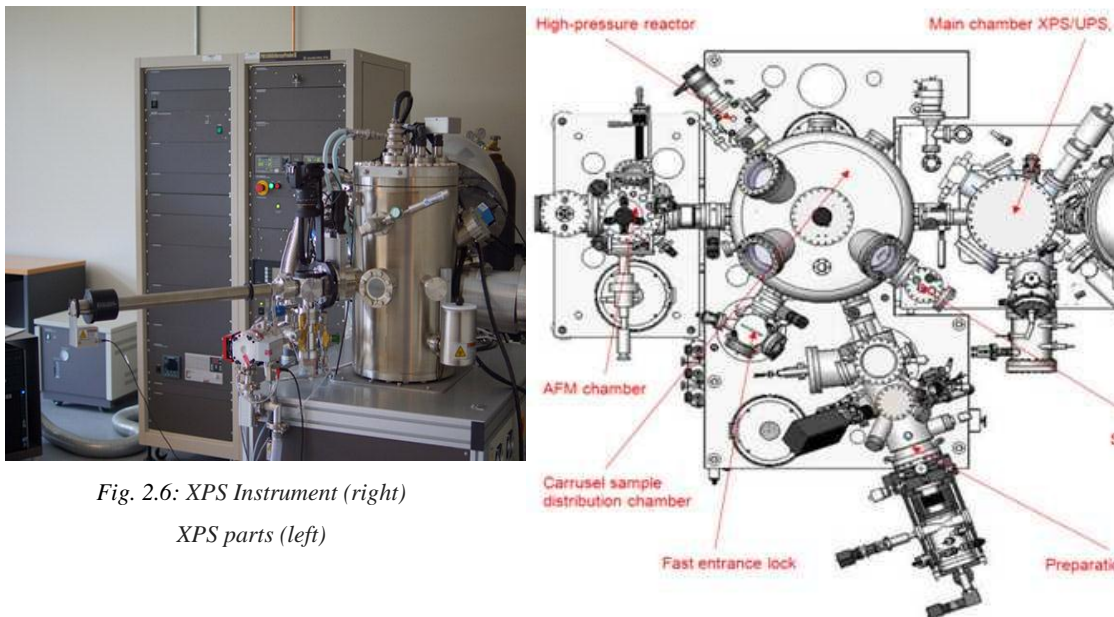 High-pressure reactor
Main chamber XPS/UPS,
AFM chamber
Carrusel sample
distribution chamber
Fast entrance lock
Preparatio
S
Fig. 2.6: XPS Instrument (right)
XPS parts (left)